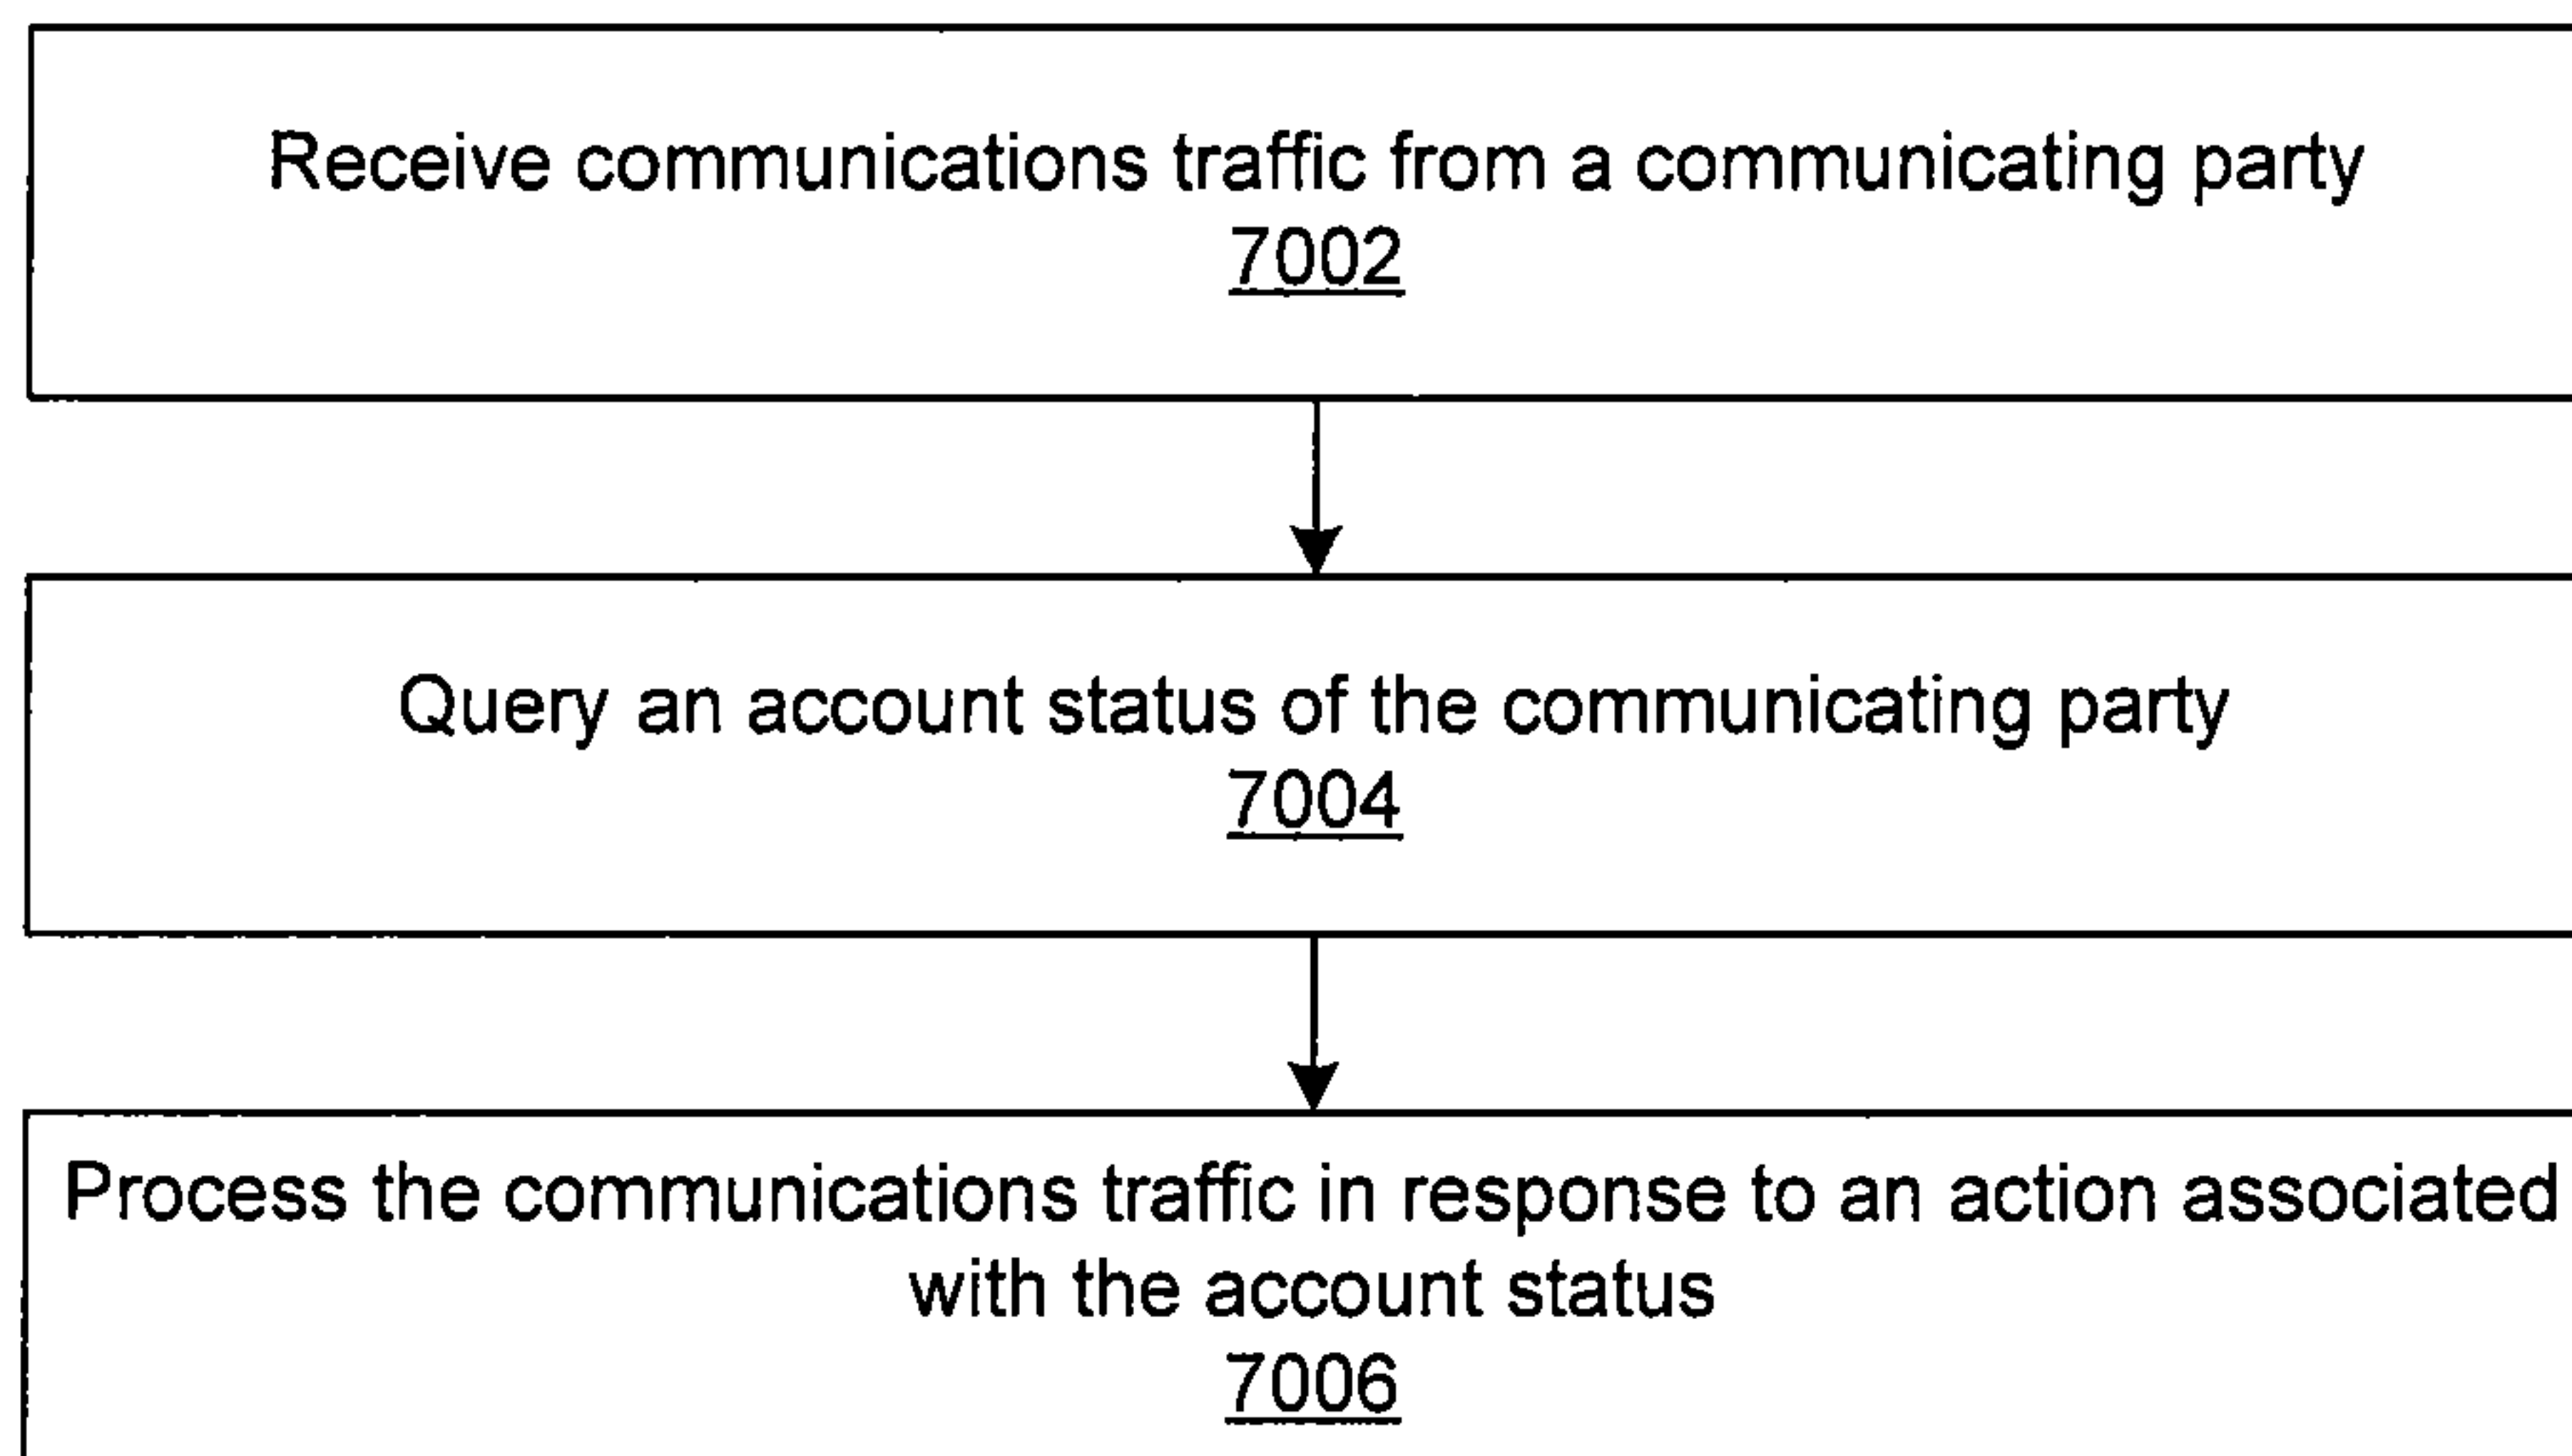 Receive communications traffic from a communicating party
7002
Query an account status of the communicating party
7004
Process the communications traffic in response to an action associated
with the account status
7006